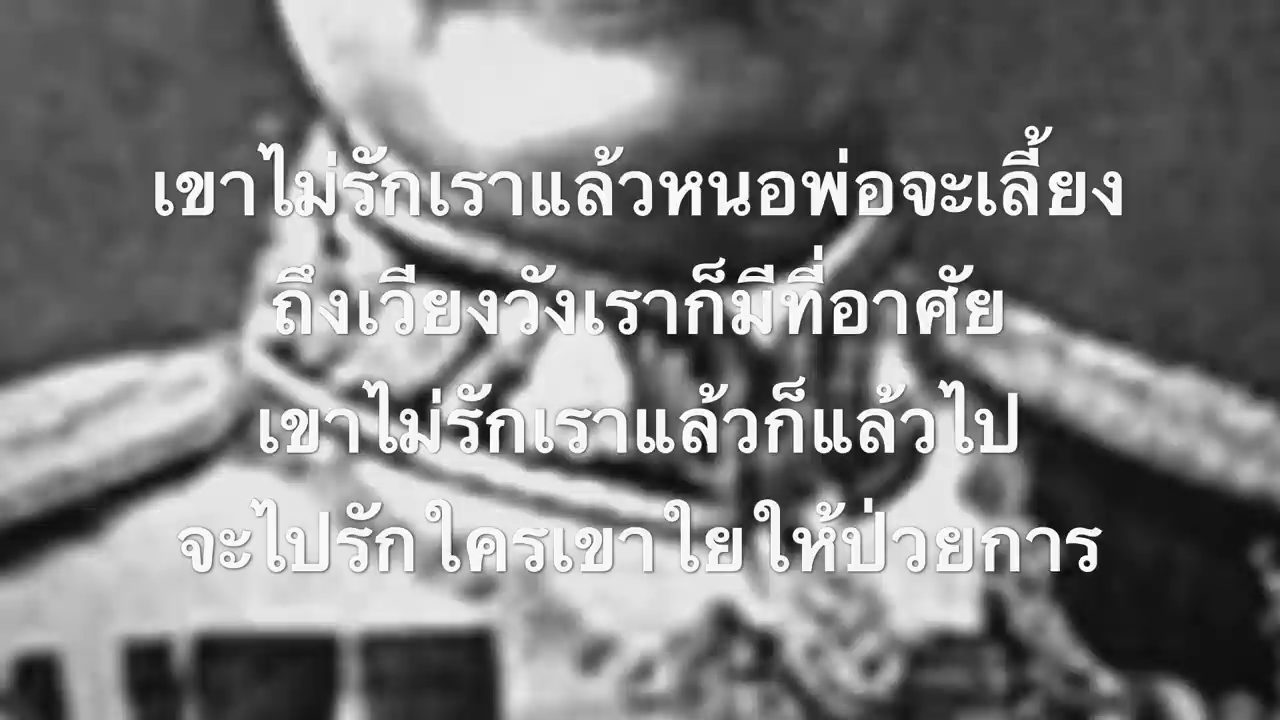 เขาไม่รักเราแล้วหนอพ่อจะเลี้ยง
ถึงเวียงวังเราก็มีที่อาศัย
เขาไม่รักเราแล้วก็แล้วไป
จะไปรักใครเขาใยให้ป่วยการ